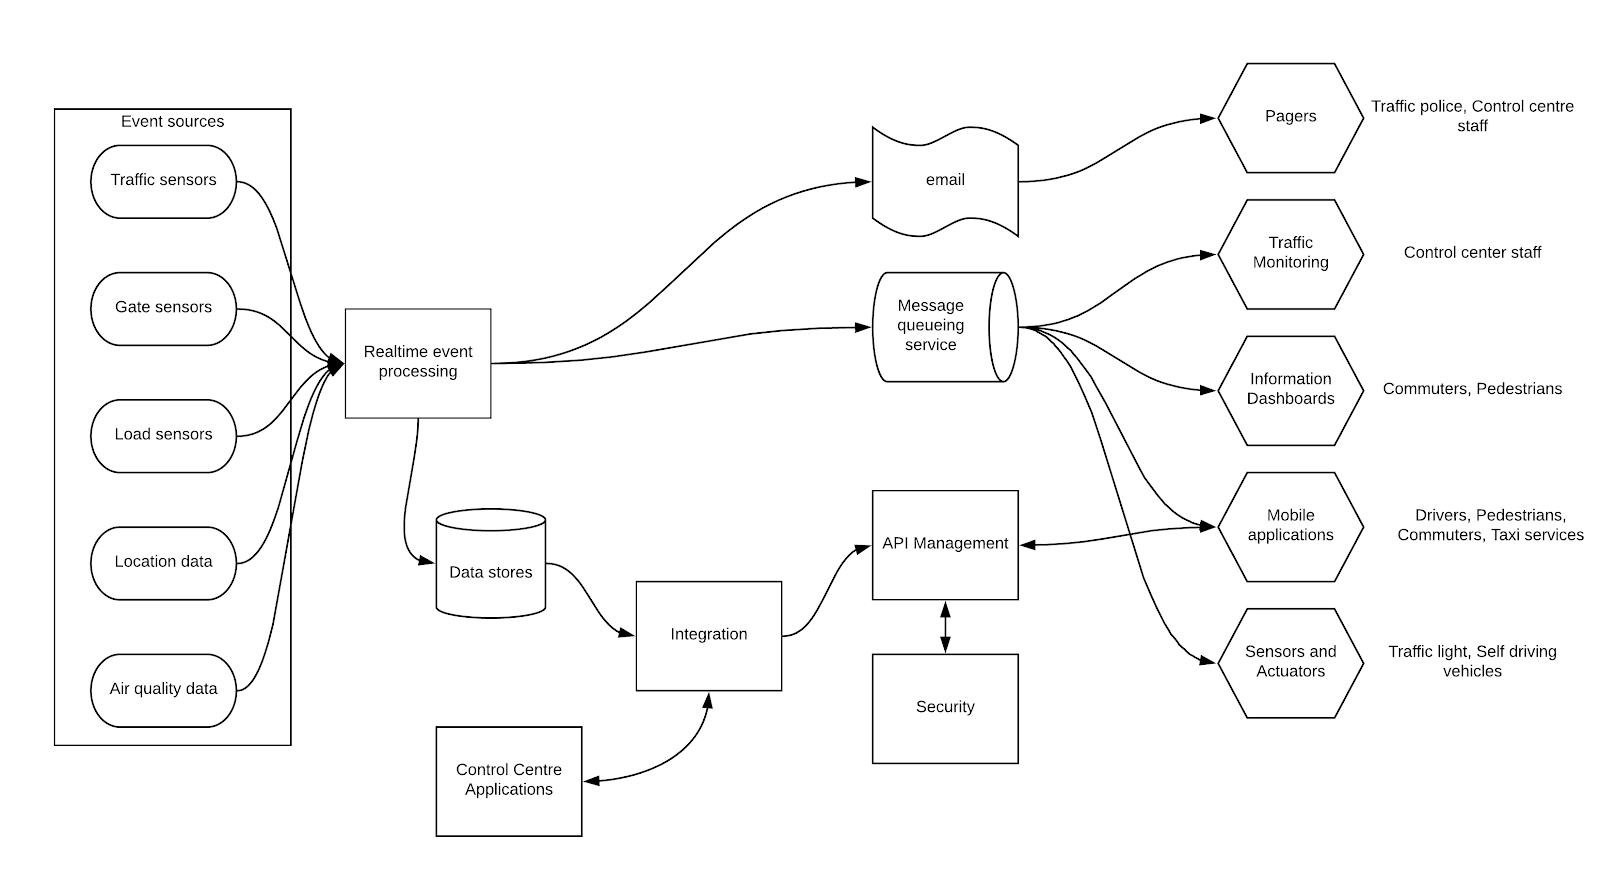 Event sources
Traffic sensors
Gate sensors
Load sensors
Location data
Air quality data
Realtime event
processing
Data stores
Integration
Control Centre
Applications
email
Message
queueing
service
API Management
Security
Pagers
Traffic police, Control centre
staff
Traffic
Monitoring
Control center staff
Information
Dashboards
Commuters, Pedestrians
Mobile
applications
Drivers, Pedestrians,
Commuters, Taxi services
Sensors and
Actuators
Traffic light, Self driving
vehicles